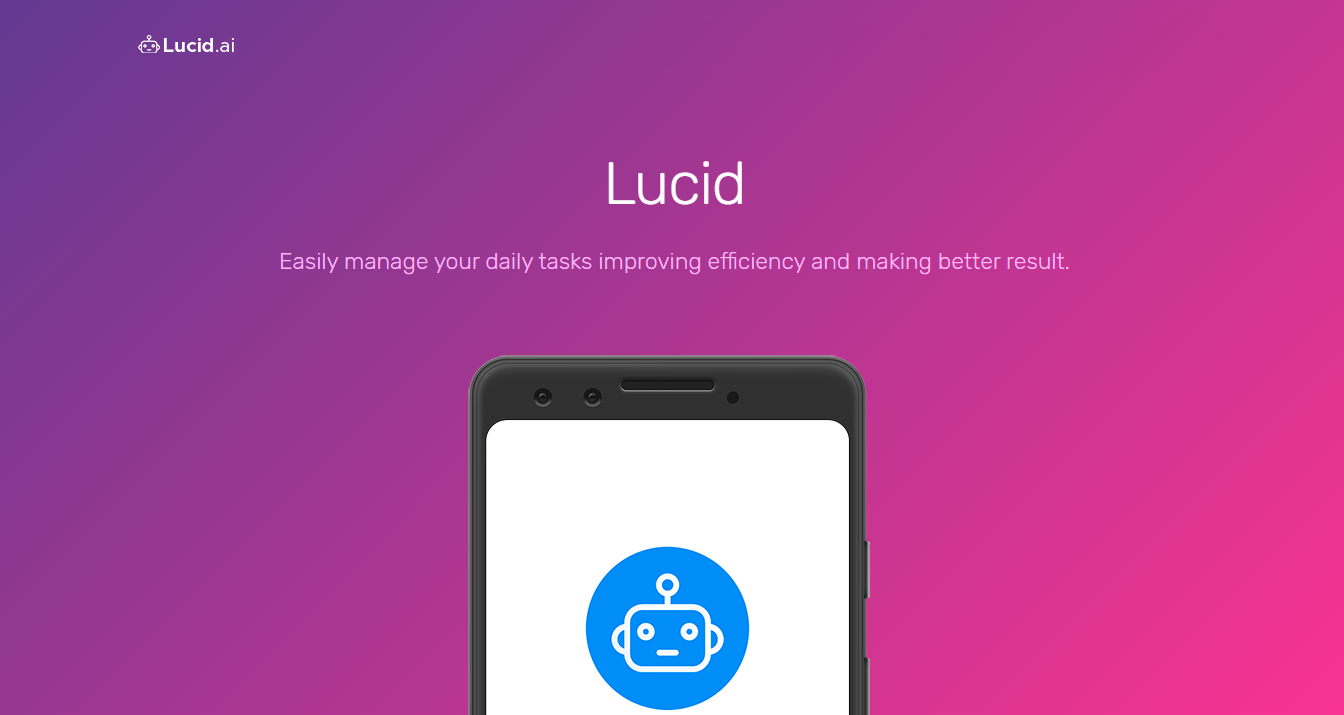 Lucid.ai
Lucid
Easily manage your daily tasks improving efficiency and making better result.